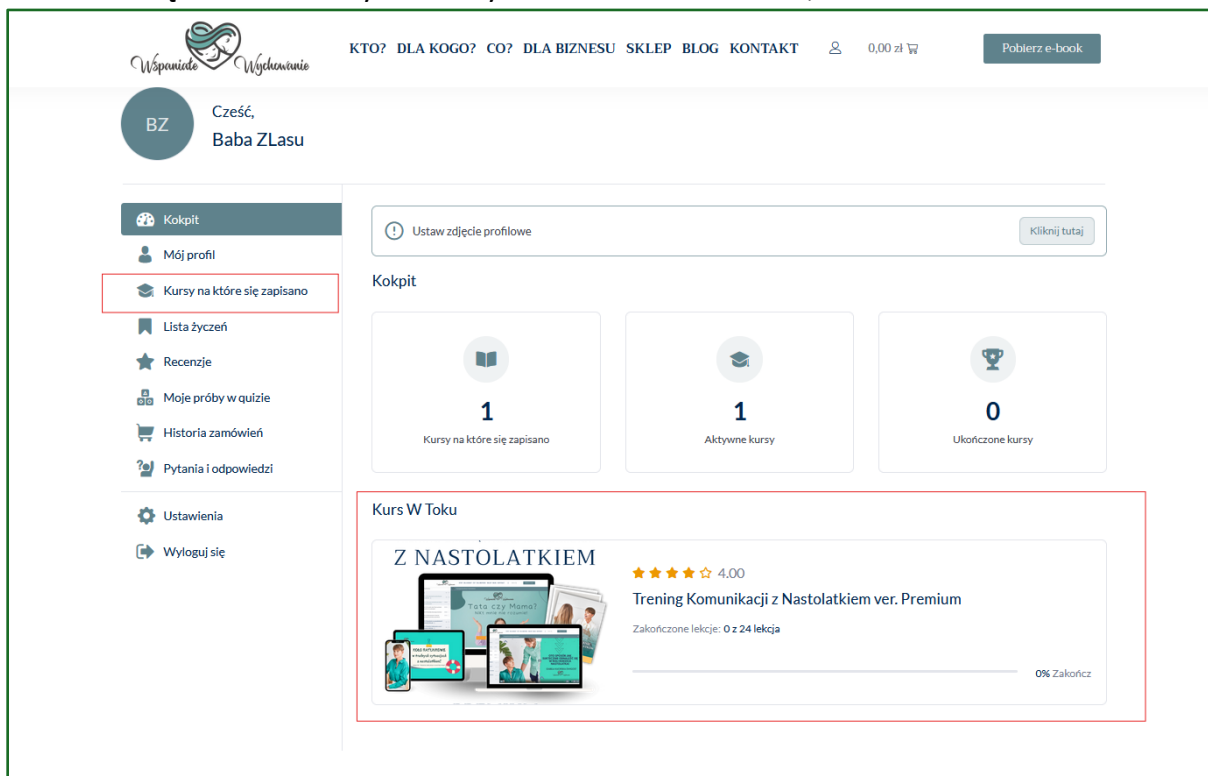 Wspaniałe Wychowanie
KTO? DLA KOGO? CO? DLA BIZNESU SKLEP BLOG KONTAKT 0,00 zł Pobierz e-book
BZ
Cześć,
Baba ZLasu
Kokpit
Mój profil
Kursy na które się zapisano
Lista życzeń
Recenzje
Moje próby w quizie
Historia zamówień
Pytania i odpowiedzi
Ustawienia
Wyloguj się
Ustaw zdjęcie profilowe Kliknij tutaj
Kokpit
1
Kursy na które się zapisano
1
Aktywne kursy
0
Ukończone kursy
Kurs W Toku
Z NASTOLATKIEM
Tata czy Mama?
4.00
Trening Komunikacji z Nastolatkiem ver. Premium
Zakończone lekcje: 0 z 24 lekcja
0% Zakończ